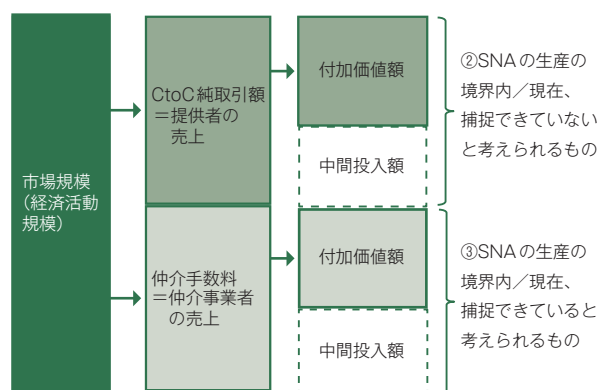 市場規模
(経済活動
規模)
CtoC純取引額
=提供者の
売上
付加価値額
中間投入額
②SNAの生産の
境界内/現在、
捕捉できていない
と考えられるもの
仲介手数料
=仲介事業者
の売上
付加価値額
中間投入額
③SNAの生産の
境界内/現在、
捕捉できていると
考えられるもの